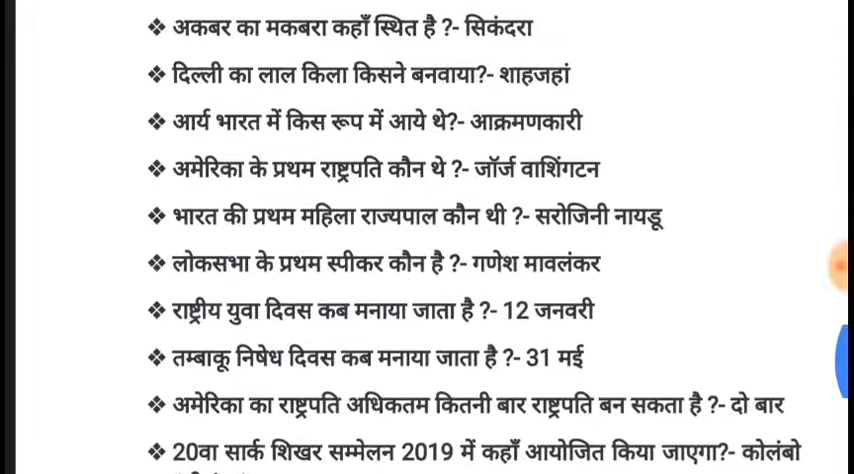 ❖ अकबर का मकबरा कहाँ स्थित है ?- सिकंदरा
❖ दिल्ली का लाल किला किसने बनवाया?- शाहजहां
❖ आर्य भारत में किस रूप में आये थे?- आक्रमणकारी
❖ अमेरिका के प्रथम राष्ट्रपति कौन थे ?- जॉर्ज वाशिंगटन
❖ भारत की प्रथम महिला राज्यपाल कौन थी ?- सरोजिनी नायडू
❖ लोकसभा के प्रथम स्पीकर कौन है ?- गणेश मावलंकर
❖ राष्ट्रीय युवा दिवस कब मनाया जाता है ?- 12 जनवरी
❖ तम्बाकू निषेध दिवस कब मनाया जाता है ?- 31 मई
❖ अमेरिका का राष्ट्रपति अधिकतम कितनी बार राष्ट्रपति बन सकता है ?- दो बार
❖ 20वा सार्क शिखर सम्मेलन 2019 में कहाँ आयोजित किया जाएगा?- कोलंबो